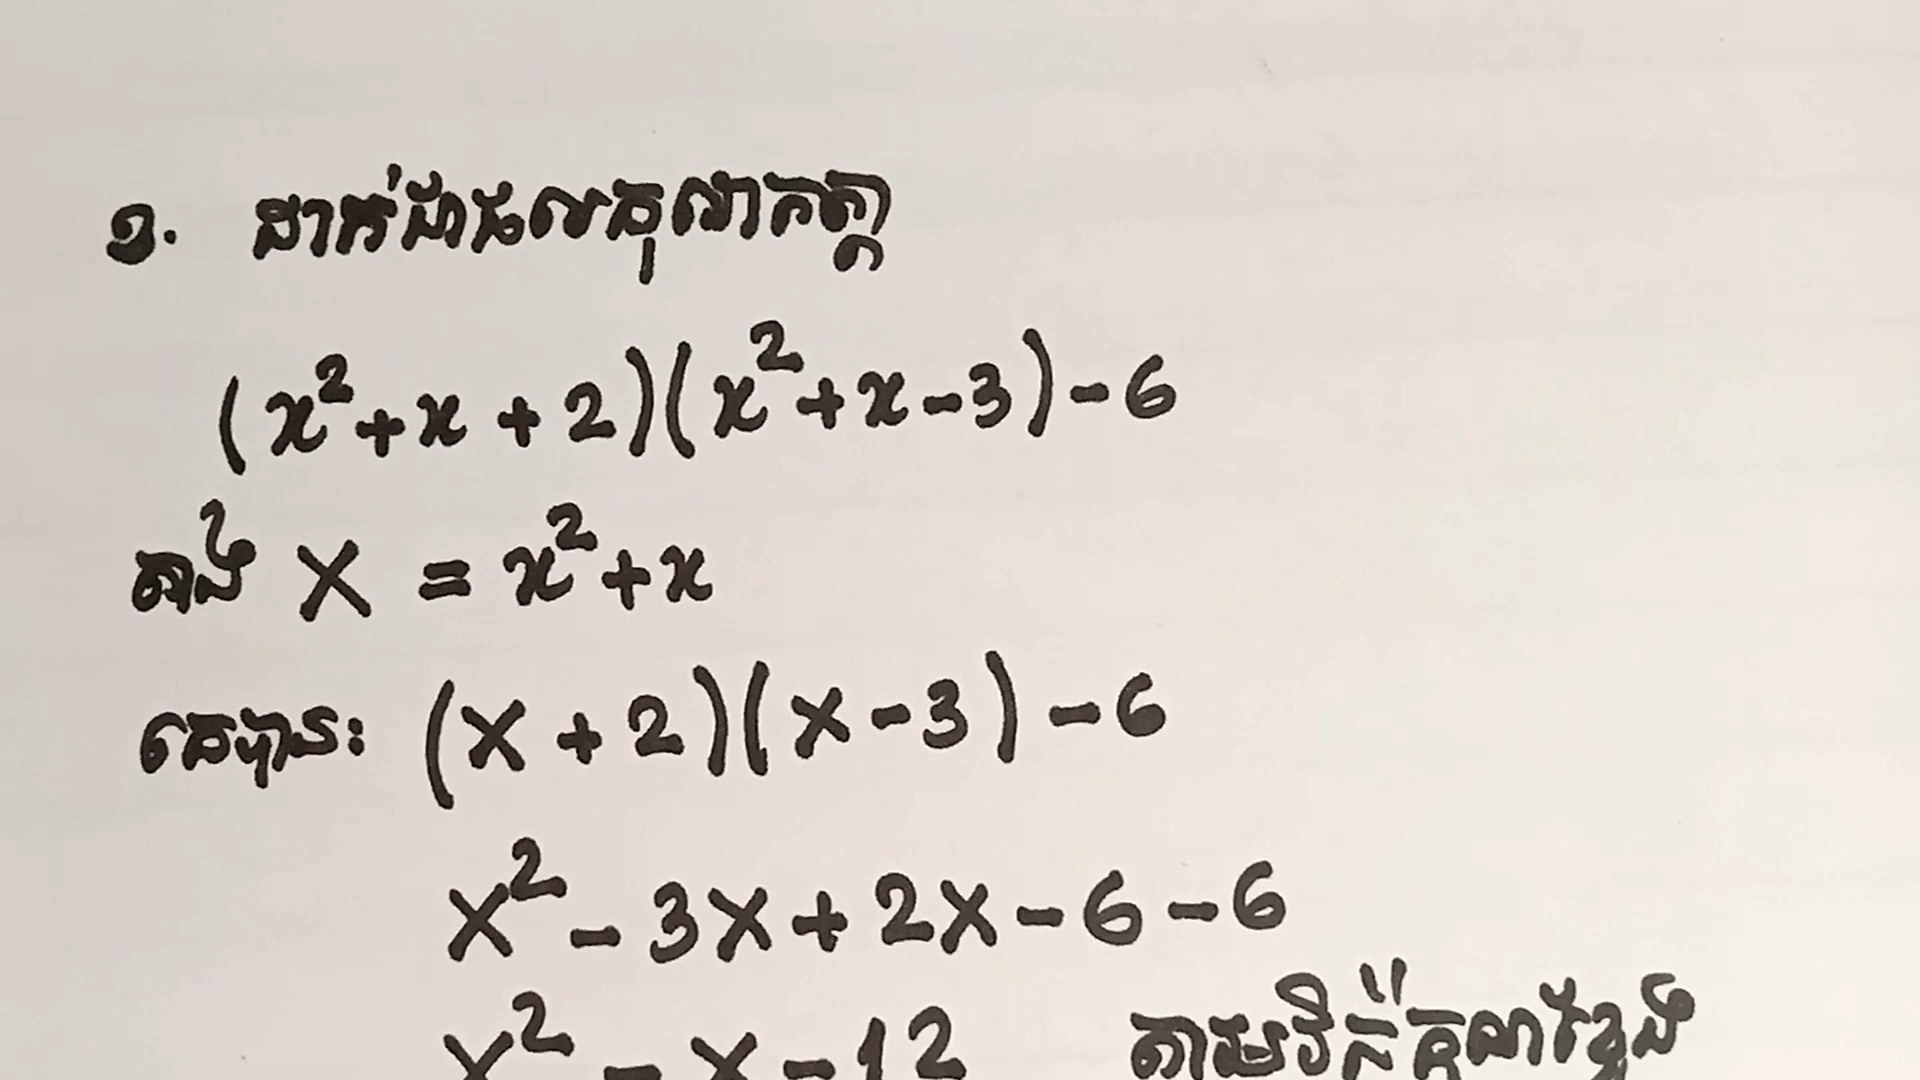 ១. ដាក់ជាផលគុណកត្តា
(x²+x+2)(x²+x-3)-6
តាង X = x²+x
គេបាន: (X+2)(X-3)-6
X²-3X+2X-6-6
X²-X-12 តាមវិធីគុណខ្វែង